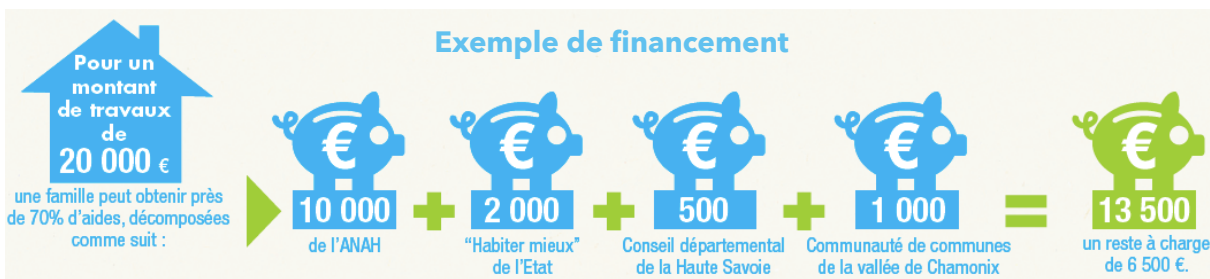 Exemple de financement
Pour un
montant
de travaux
de
20 000 €
une famille peut obtenir près
de 70% d'aides, décomposées
comme suit :
€
10 000
de l'ANAH
+
€
2 000
"Habiter mieux"
de l'Etat
+
€
500
Conseil départemental
de la Haute Savoie
+
€
1 000
Communauté de communes
de la vallée de Chamonix
=
€
13 500
un reste à charge
de 6 500 €.